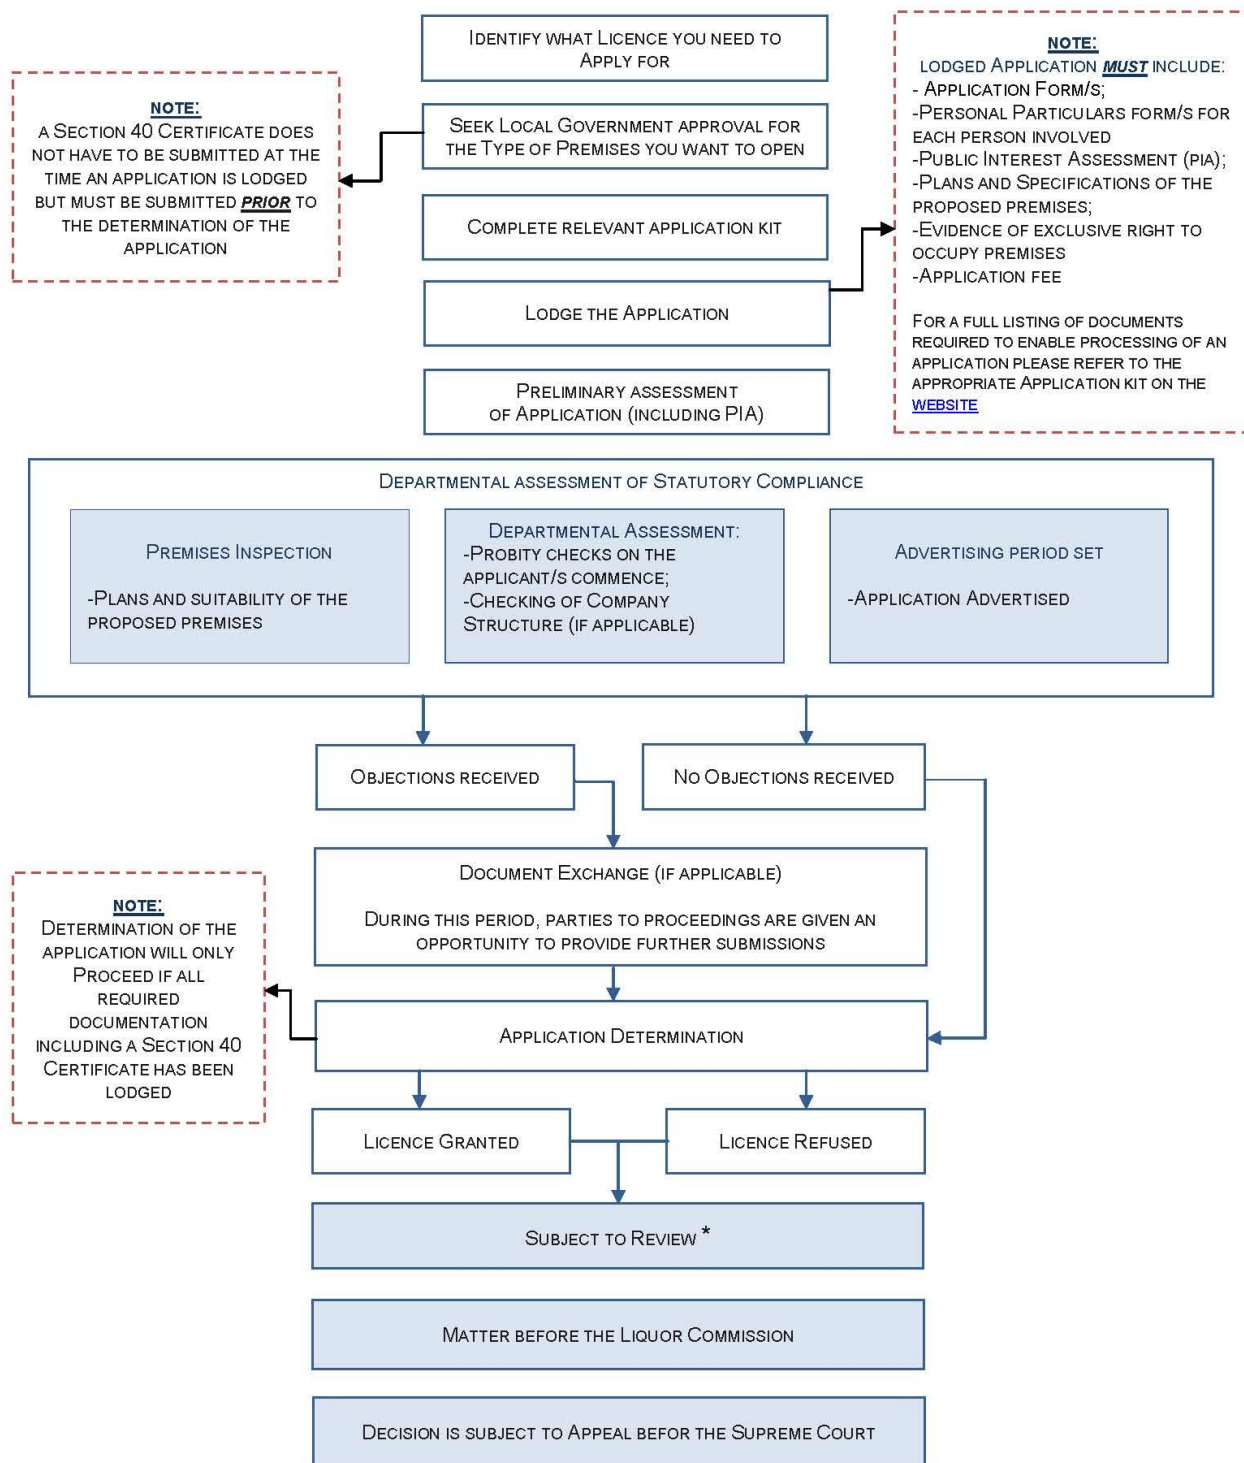 Identify what Licence you need to
Apply for
NOTE:
a Section 40 Certificate does
not have to be submitted at the
time an application is lodged
but must be submitted PRIOR to
the determination of the
application
Seek Local Government approval for
the Type of Premises you want to open
Complete relevant application kit
Lodge the Application
NOTE:
lodged Application MUST include:
- Application Form/s;
-Personal Particulars form/s for
each person involved
-Public Interest Assessment (pia);
-Plans and Specifications of the
proposed premises;
-Evidence of exclusive right to
occupy premises
-Application fee
For a full listing of documents
required to enable processing of an
application please refer to the
appropriate Application kit on the
website
Preliminary assessment
of Application (including PIA)
Departmental assessment of Statutory Compliance
Premises Inspection
-Plans and suitability of the
proposed premises
Departmental Assessment:
-Probity checks on the
applicant/s commence;
-Checking of Company
Structure (if applicable)
Advertising period set
-Application Advertised
Objections received
No Objections received
Document Exchange (if applicable)
During this period, parties to proceedings are given an
opportunity to provide further submissions
NOTE:
Determination of the
application will only
Proceed if all
required
documentation
including a Section 40
Certificate has been
lodged
Application Determination
Licence Granted
Licence Refused
Subject to Review *
Matter before the Liquor Commission
Decision is subject to Appeal befor the Supreme Court